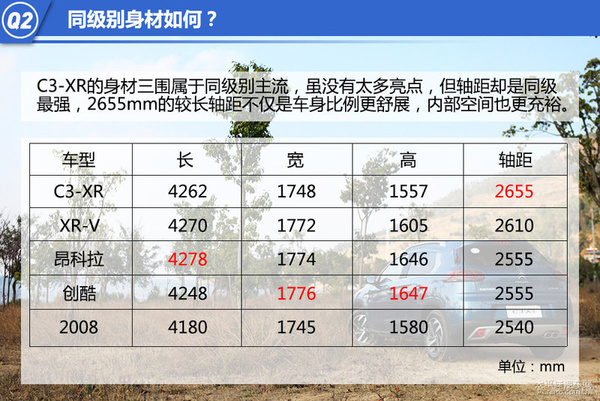 Q2 同级别身材如何？
C3-XR的身材三围属于同级别主流，虽没有太多亮点，但轴距却是同级
最强，2655mm的较长轴距不仅是车身比例更舒展，内部空间也更充裕。
车型 长 宽 高 轴距
C3-XR 4262 1748 1557 2655
XR-V 4270 1772 1605 2610
昂科拉 4278 1774 1646 2555
创酷 4248 1776 1647 2555
2008 4180 1745 1580 2540
单位：mm